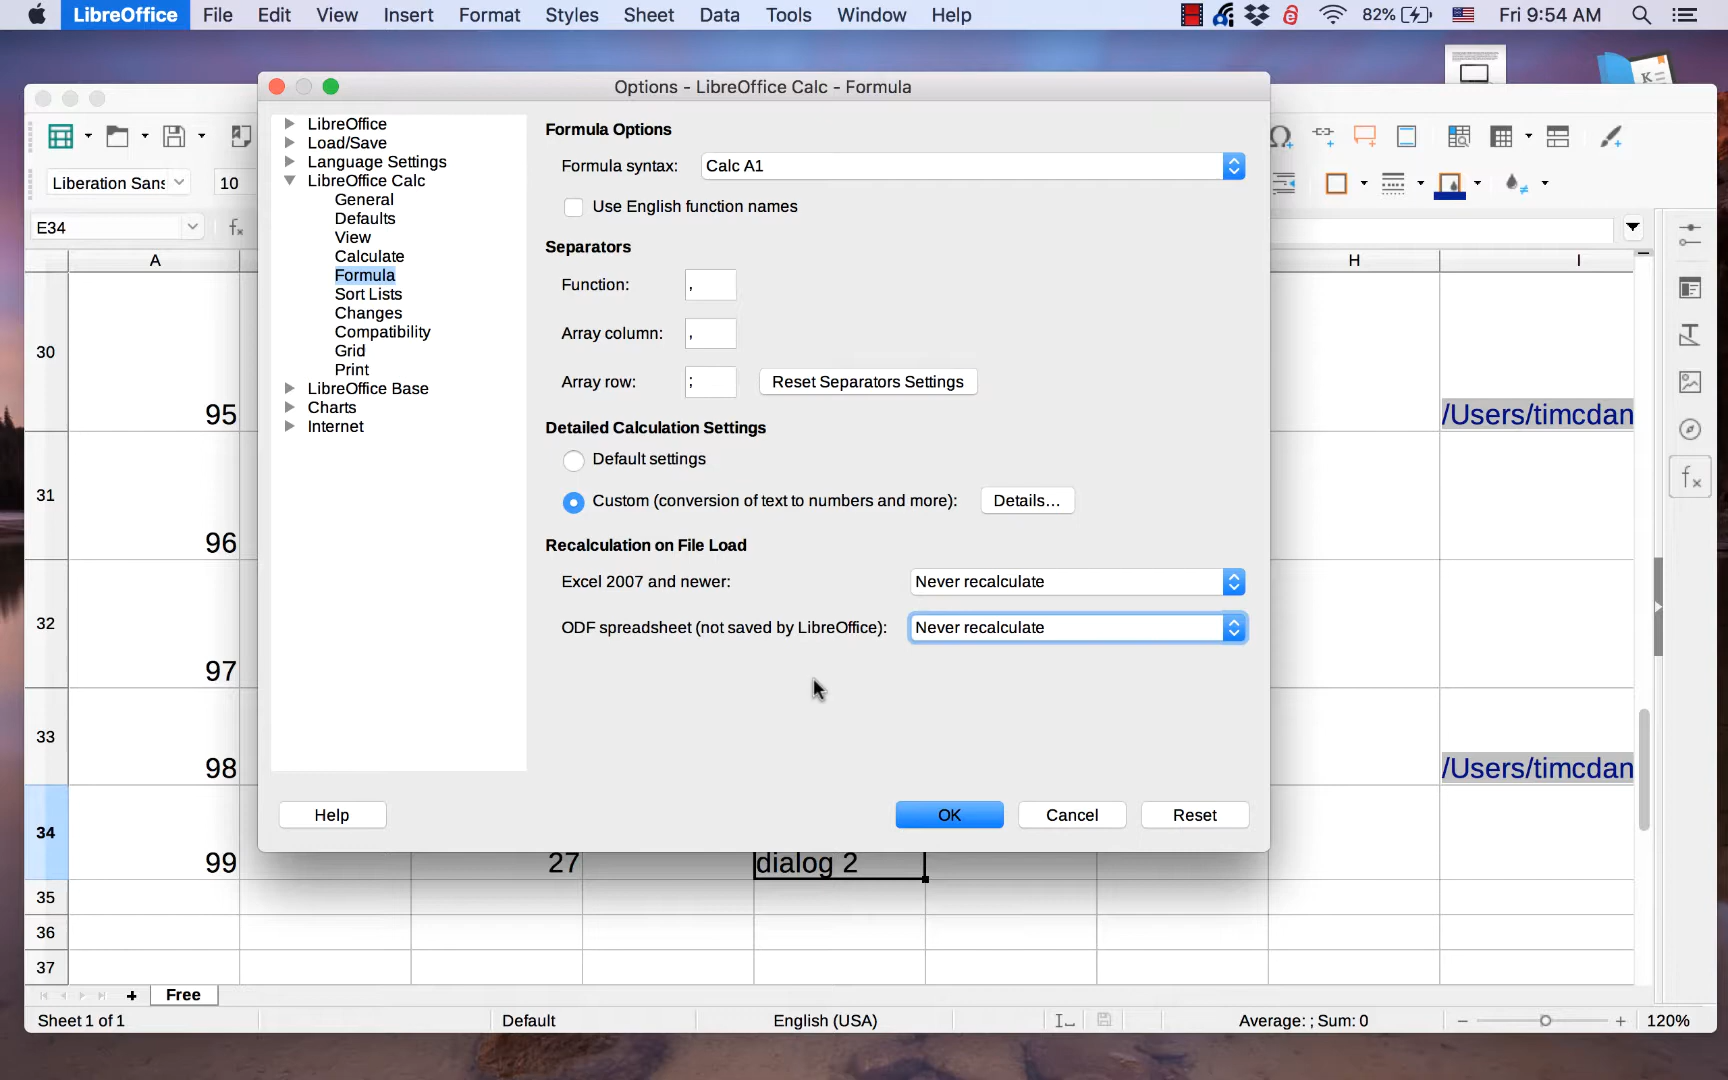 LibreOffice File Edit View Insert Format Styles Sheet Data Tools Window Help 82% Fri 9:54 AM
Options - LibreOffice Calc - Formula
LibreOffice
Load/Save
Language Settings
LibreOffice Calc
General
Defaults
View
Calculate
Formula
Sort Lists
Changes
Compatibility
Grid
Print
LibreOffice Base
Charts
Internet
Formula Options
Formula syntax: Calc A1
Use English function names
Separators
Function: ,
Array column: ,
Array row: ; Reset Separators Settings
Detailed Calculation Settings
Default settings
Custom (conversion of text to numbers and more): Details...
Recalculation on File Load
Excel 2007 and newer: Never recalculate
ODF spreadsheet (not saved by LibreOffice): Never recalculate
Help OK Cancel Reset
Liberation Sans 10
E34
A H I
30 95 /Users/timcdan
31 96
32 97
33 98 /Users/timcdan
34 99 27 dialog 2
35
36
37
Free
Sheet 1 of 1 Default English (USA) Average: ; Sum: 0 120%